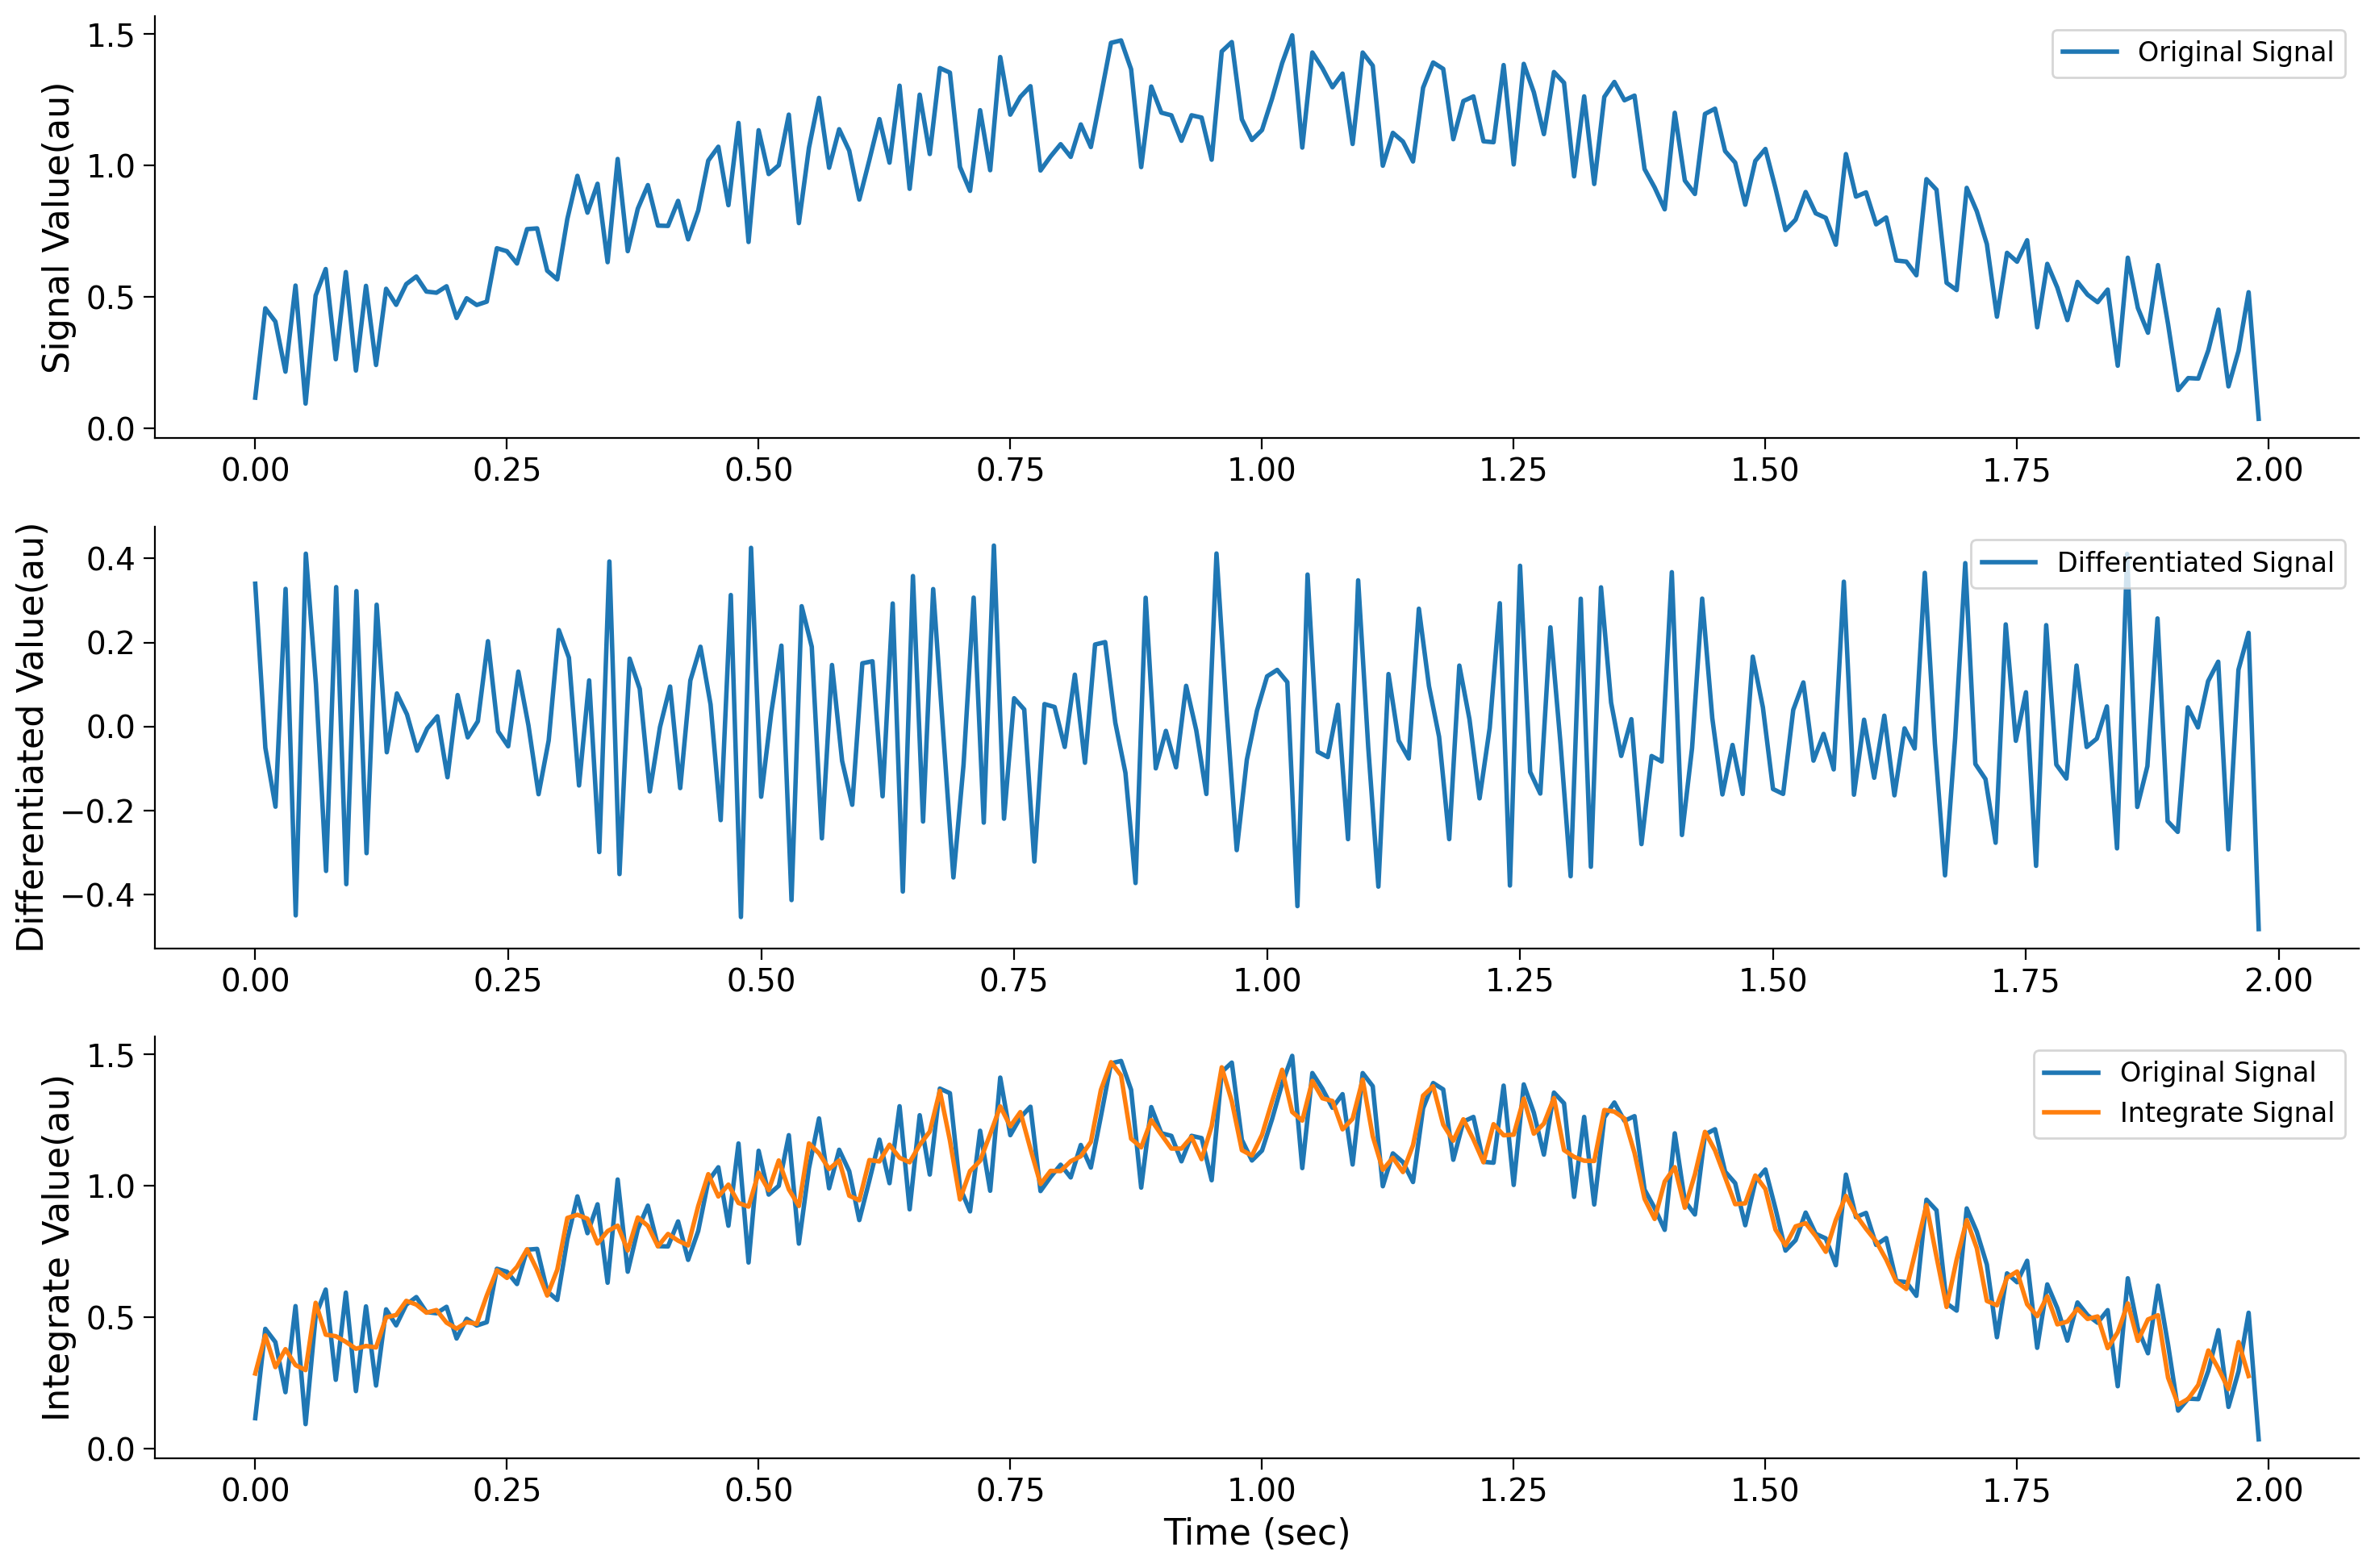 Signal Value(au)
1.5
1.0
0.5
0.0
Original Signal
0.00 0.25 0.50 0.75 1.00 1.25 1.50 1.75 2.00
Differentiated Value(au)
0.4
0.2
0.0
−0.2
−0.4
Differentiated Signal
0.00 0.25 0.50 0.75 1.00 1.25 1.50 1.75 2.00
Integrate Value(au)
1.5
1.0
0.5
0.0
Original Signal
Integrate Signal
0.00 0.25 0.50 0.75 1.00 1.25 1.50 1.75 2.00
Time (sec)